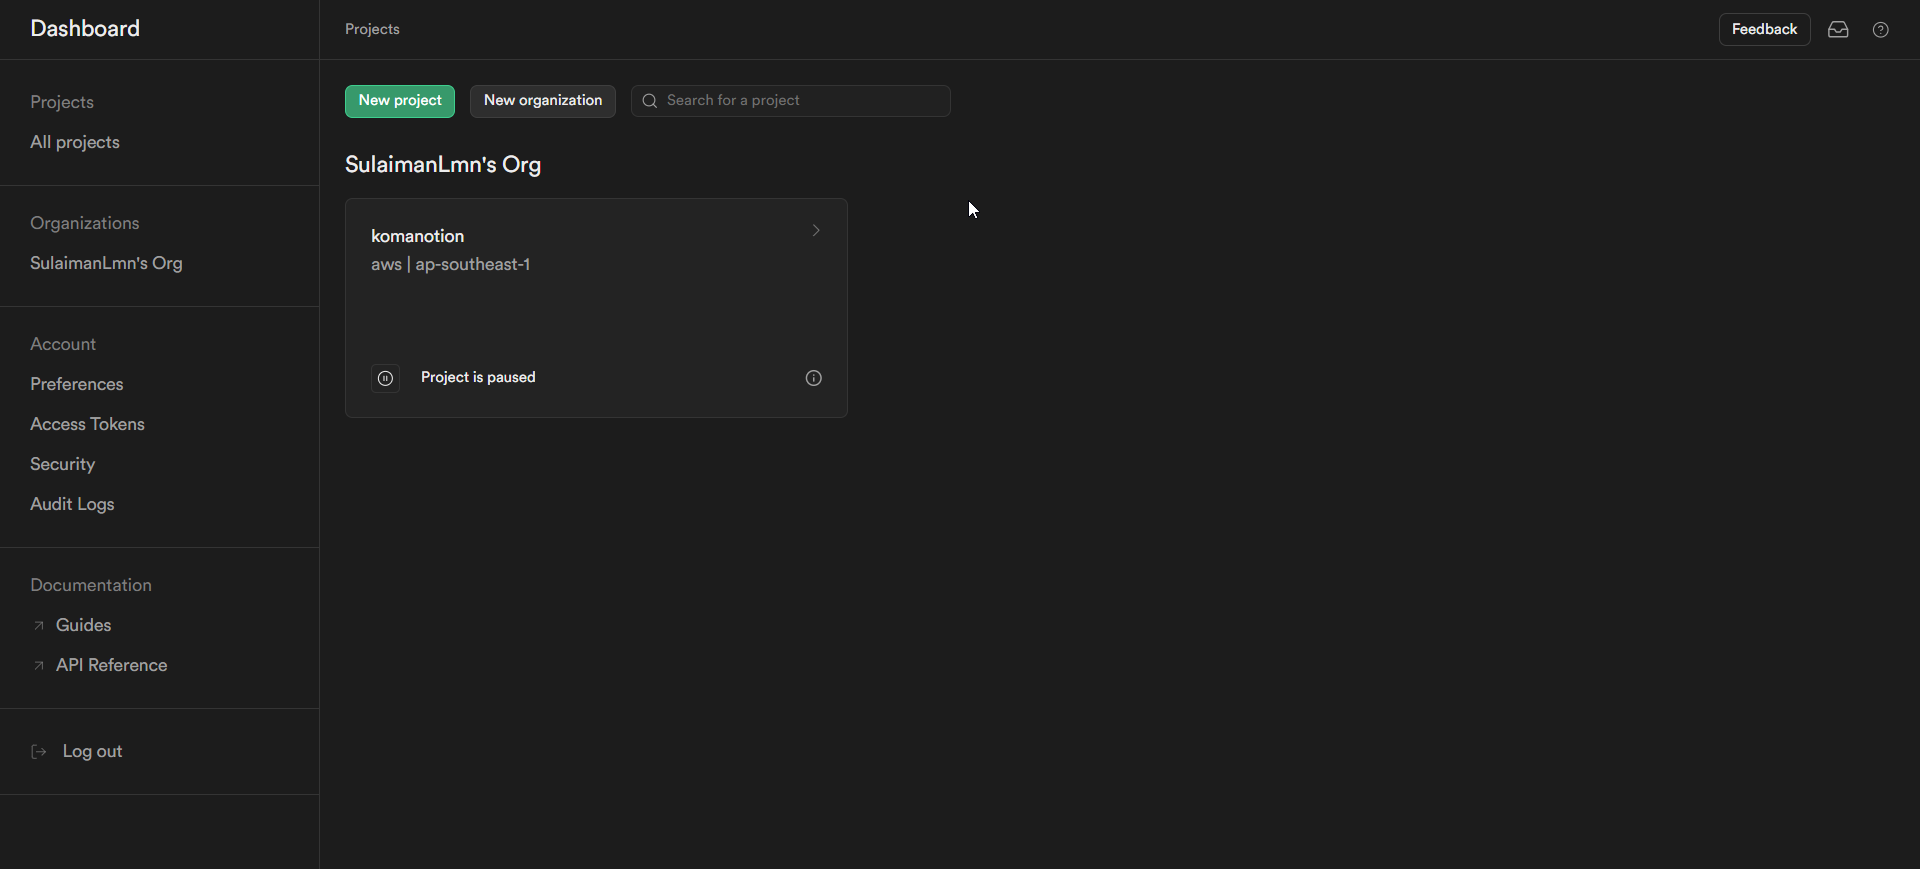 Dashboard
Projects
Feedback
Projects
All projects
Organizations
SulaimanLmn's Org
Account
Preferences
Access Tokens
Security
Audit Logs
Documentation
Guides
API Reference
Log out
New project
New organization
Search for a project
SulaimanLmn's Org
komanotion
aws | ap-southeast-1
Project is paused